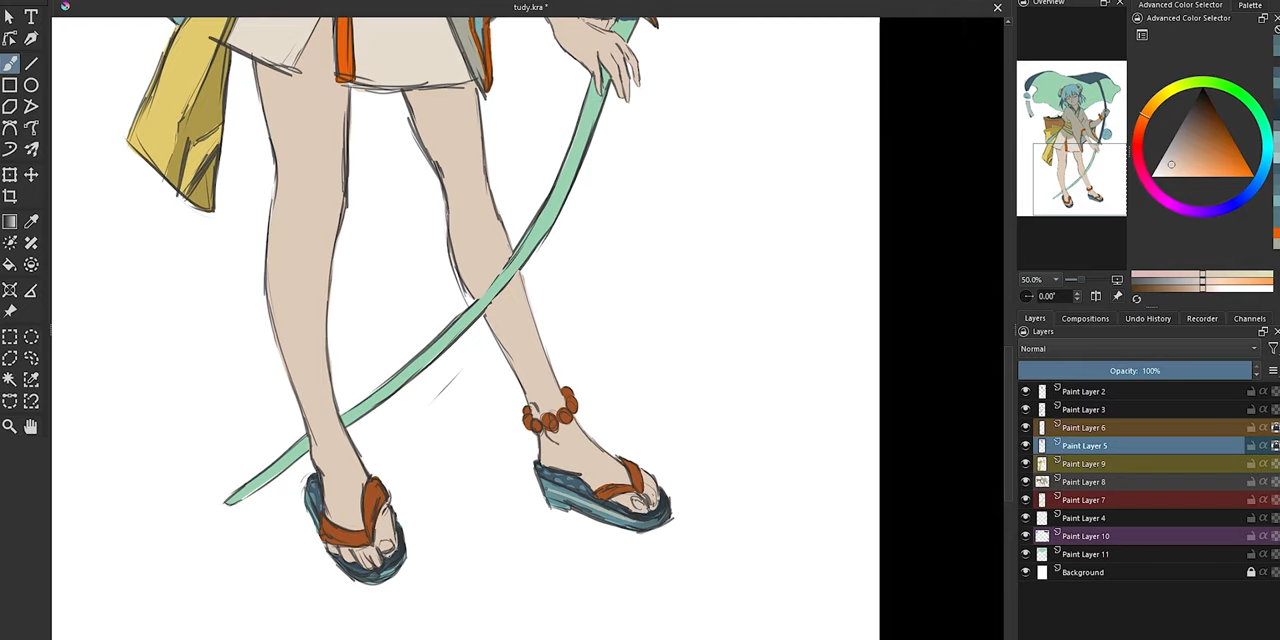 tudy.kra *
Overview
Advanced Color Selector
Palette
Advanced Color Selector
50.0%
0.00°
Layers
Compositions
Undo History
Recorder
Channels
Layers
Normal
Opacity: 100%
Paint Layer 2
Paint Layer 3
Paint Layer 6
Paint Layer 5
Paint Layer 9
Paint Layer 8
Paint Layer 7
Paint Layer 4
Paint Layer 10
Paint Layer 11
Background